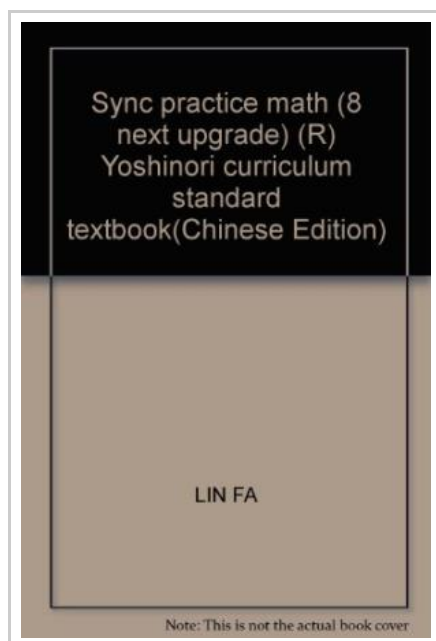 Sync practice math (8
next upgrade) (R)
Yoshinori curriculum
standard
textbook(Chinese Edition)
LIN FA
Note: This is not the actual book cover